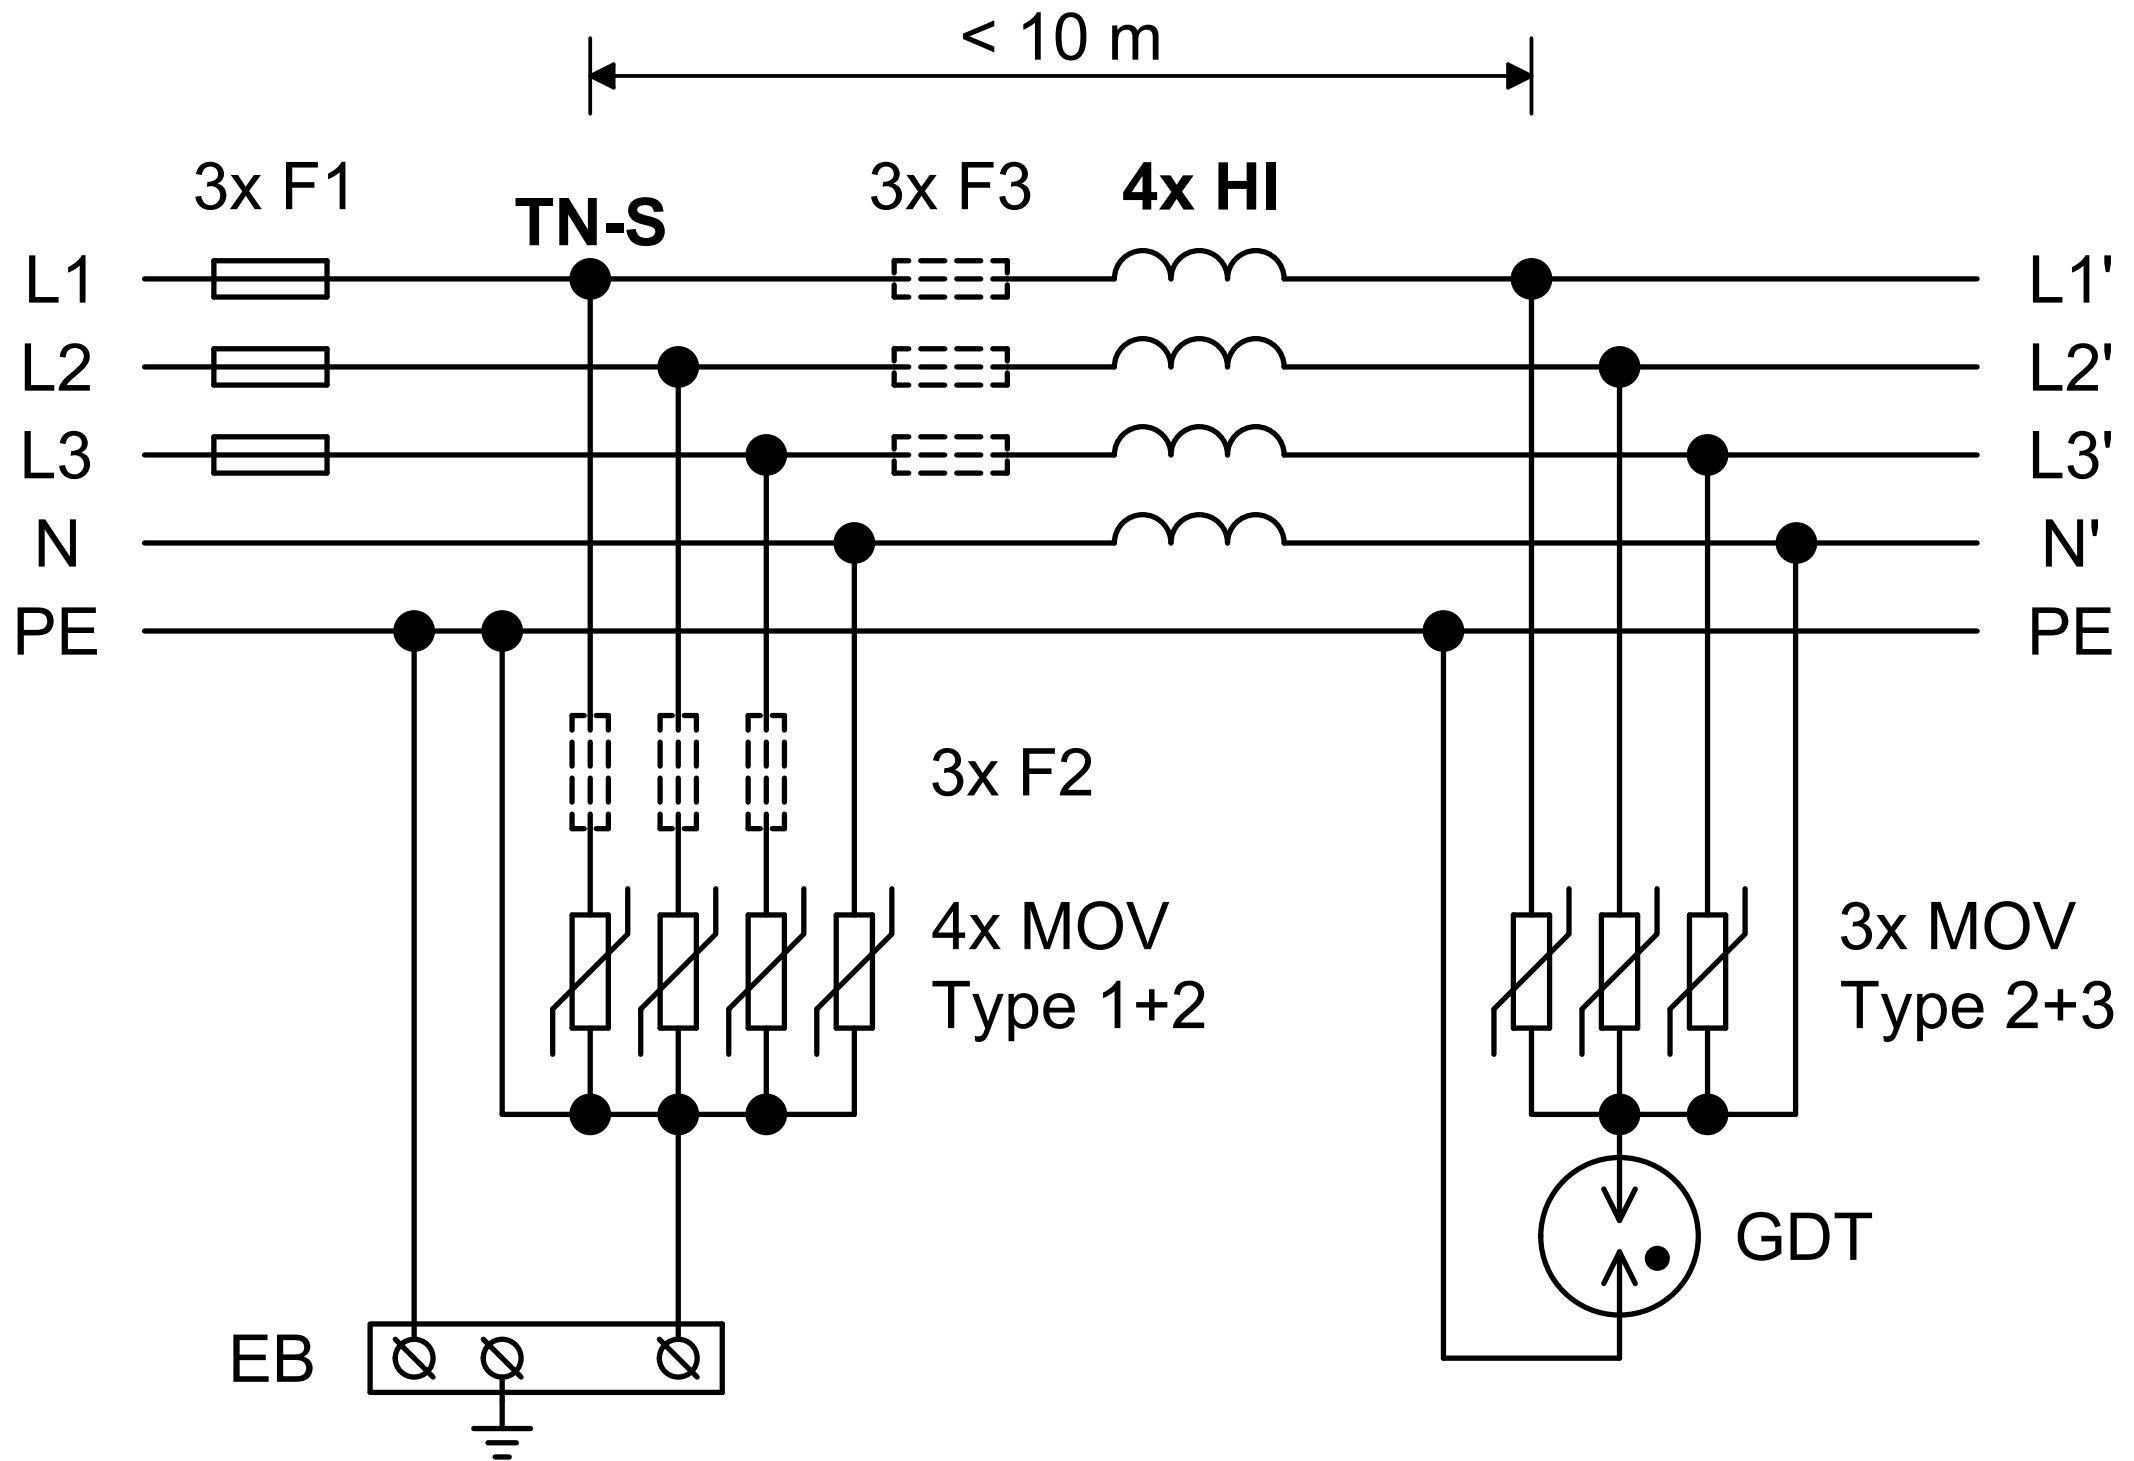 < 10 m
3x F1
TN-S
3x F3
4x HI
L1
L1'
L2
L2'
L3
L3'
N
N'
PE
PE
3x F2
4x MOV
Type 1+2
3x MOV
Type 2+3
GDT
EB